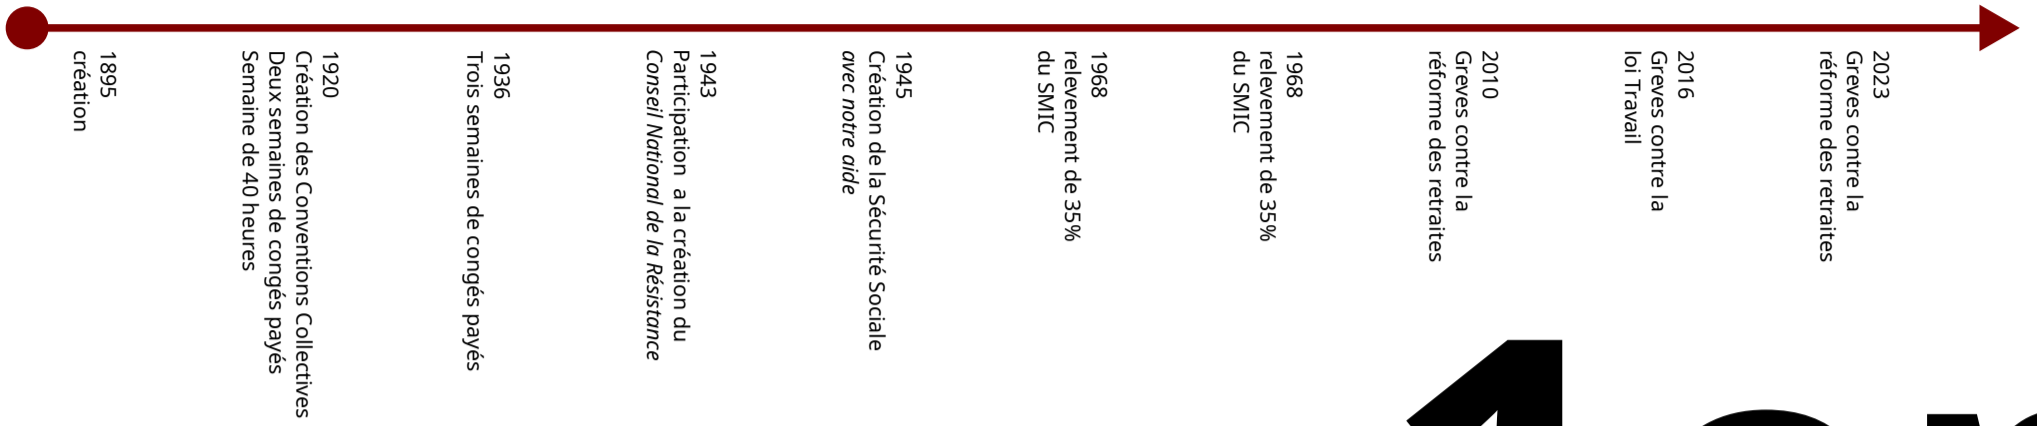 1895
création
1920
Création des Conventions Collectives
Deux semaines de congés payés
Semaine de 40 heures
1936
Trois semaines de congés payés
1943
Participation  a la création du
Conseil National de la Résistance
1945
Création de la Sécurité Sociale
avec notre aide
1968
relevement de 35%
du SMIC
1968
relevement de 35%
du SMIC
2010
Greves contre la
réforme des retraites
2016
Greves contre la
loi Travail
2023
Greves contre la
réforme des retraites